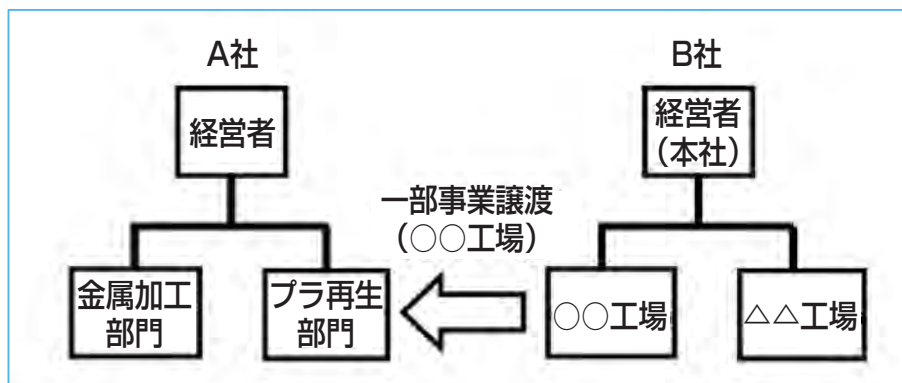 A社
B社
経営者
経営者
（本社）
一部事業譲渡
（○○工場）
金属加工
部門
プラ再生
部門
○○工場
△△工場